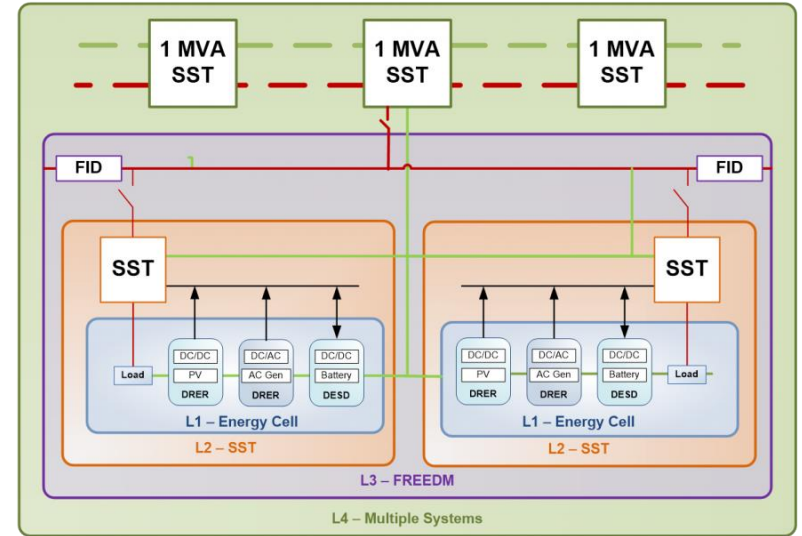 1 MVA
SST
1 MVA
SST
1 MVA
SST
FID
FID
SST
SST
DC/DC
PV
DRER
DC/AC
AC Gen
DRER
DC/DC
Battery
DESD
Load
L1 – Energy Cell
L2 – SST
DC/DC
PV
DRER
DC/AC
AC Gen
DRER
DC/DC
Battery
DESD
Load
L1 – Energy Cell
L2 – SST
L3 – FREEDM
L4 – Multiple Systems